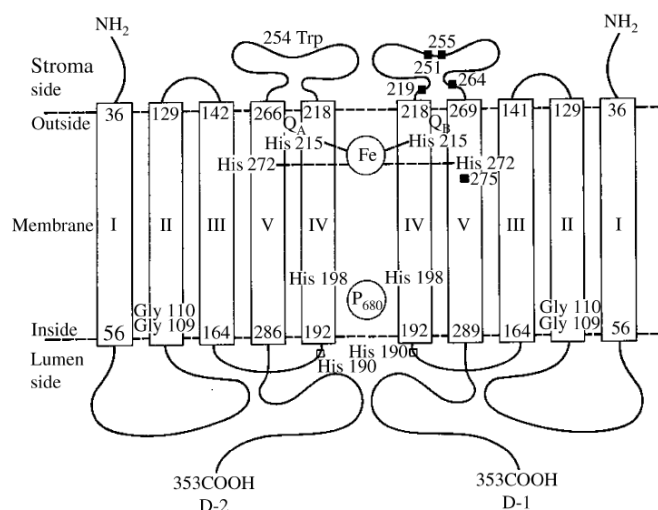 NH2
254 Trp
255
NH2
Stroma
side
251
264
219
Outside
36
129
142
266
218
218
269
141
129
36
QA
QB
His 215
Fe
His 215
His 272
His 272
275
Membrane
I
II
III
V
IV
IV
V
III
II
I
His 198
His 198
P680
Gly 110
Gly 109
Gly 110
Gly 109
Inside
56
164
286
192
192
289
164
56
Lumen
side
His 190
His 190
353COOH
D-2
353COOH
D-1